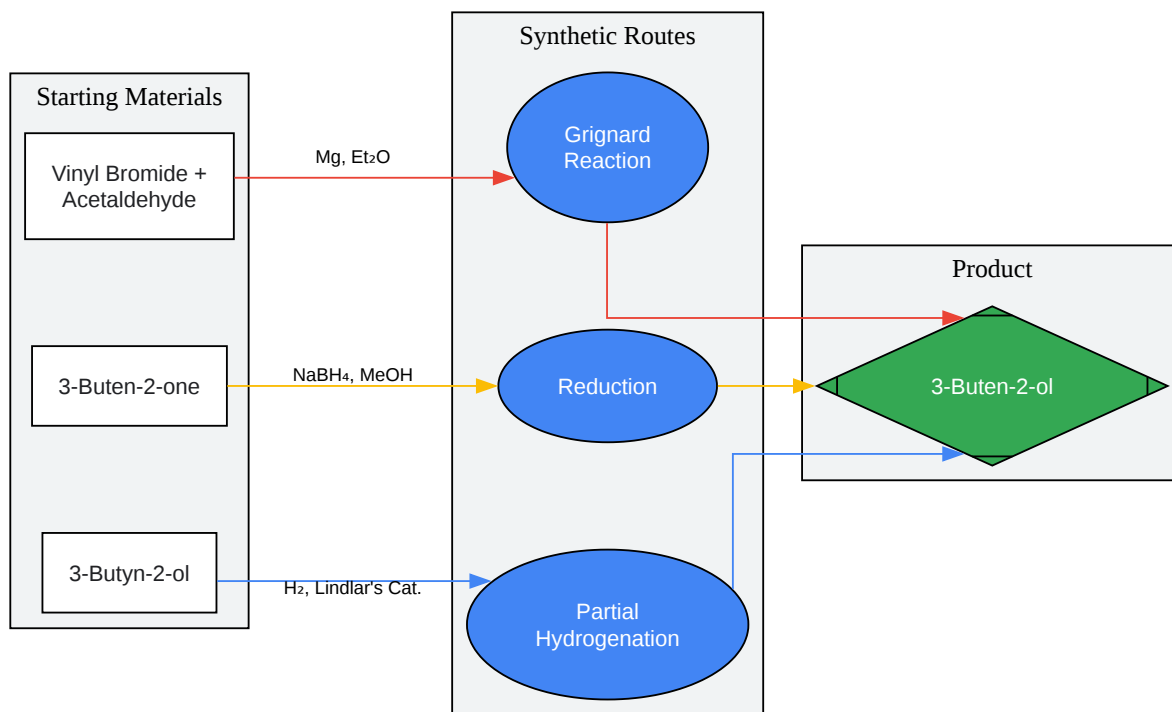 Synthetic Routes
Starting Materials
Vinyl Bromide +
Acetaldehyde
Mg, Et₂O
Grignard
Reaction
Product
3-Buten-2-one
NaBH₄, MeOH
Reduction
3-Buten-2-ol
3-Butyn-2-ol
H₂, Lindlar's Cat.
Partial
Hydrogenation